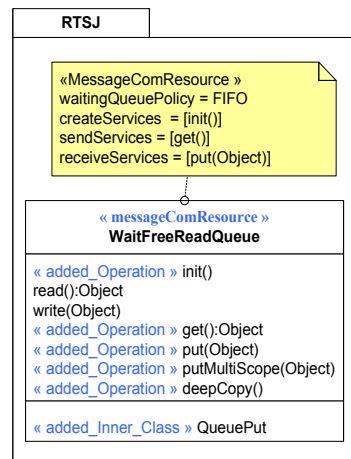 RTSJ
«MessageComResource »
waitingQueuePolicy = FIFO
createServices  = [init()]
sendServices = [get()]
receiveServices = [put(Object)]
« messageComResource »
WaitFreeReadQueue
« added_Operation » init()
read():Object
write(Object)
« added_Operation » get():Object
« added_Operation » put(Object)
« added_Operation » putMultiScope(Object)
« added_Operation » deepCopy()
« added_Inner_Class » QueuePut